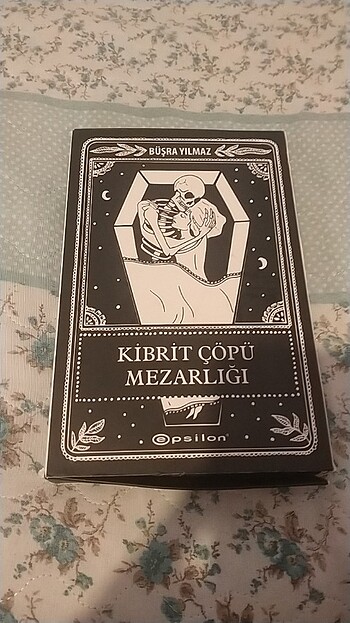 BÜŞRA YILMAZ
KİBRİT ÇÖPÜ
MEZARLIĞI
epsilon